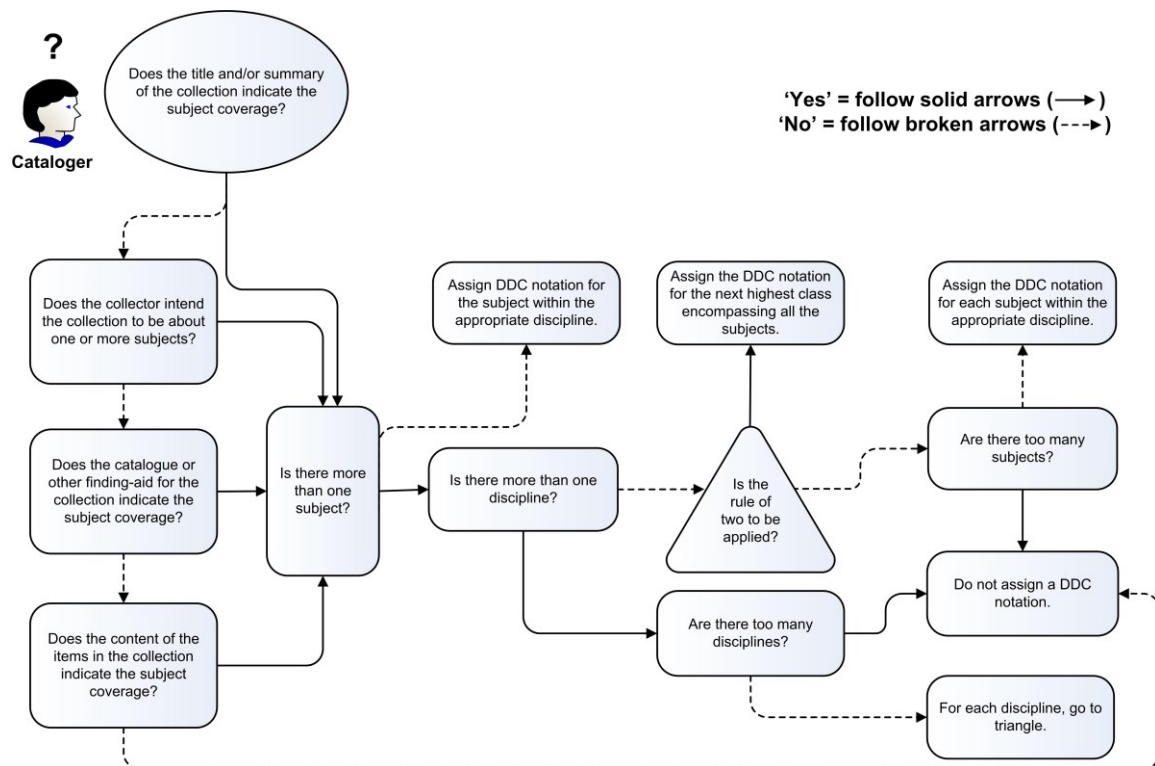 ?
Cataloger
Does the title and/or summary
of the collection indicate the
subject coverage?
‘Yes’ = follow solid arrows ( )
‘No’ = follow broken arrows ( )
Does the collector intend
the collection to be about
one or more subjects?
Assign DDC notation for
the subject within the
appropriate discipline.
Assign the DDC notation
for the next highest class
encompassing all the
subjects.
Assign the DDC notation
for each subject within the
appropriate discipline.
Does the catalogue or
other finding-aid for the
collection indicate the
subject coverage?
Is there more
than one
subject?
Is there more than one
discipline?
Is the
rule of
two to be
applied?
Are there too many
subjects?
Does the content of the
items in the collection
indicate the subject
coverage?
Are there too many
disciplines?
Do not assign a DDC
notation.
For each discipline, go to
triangle.